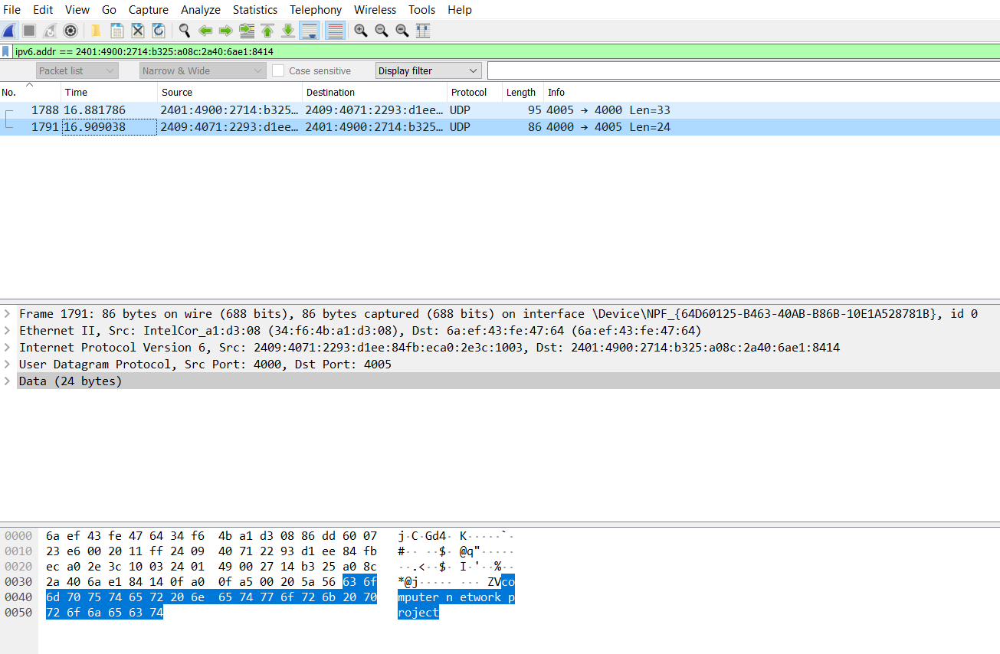 File Edit View Go Capture Analyze Statistics Telephony Wireless Tools Help
ipv6.addr == 2401:4900:2714:b325:a08c:2a40:6ae1:8414
Packet list Narrow & Wide Case sensitive Display filter
No. Time Source Destination Protocol Length Info
1788 16.881786 2401:4900:2714:b325… 2409:4071:2293:d1ee… UDP 95 4005 → 4000 Len=33
1791 16.909038 2409:4071:2293:d1ee… 2401:4900:2714:b325… UDP 86 4000 → 4005 Len=24
Frame 1791: 86 bytes on wire (688 bits), 86 bytes captured (688 bits) on interface \Device\NPF_{64D60125-B463-40AB-B86B-10E1A528781B}, id 0
Ethernet II, Src: IntelCor_a1:d3:08 (34:f6:4b:a1:d3:08), Dst: 6a:ef:43:fe:47:64 (6a:ef:43:fe:47:64)
Internet Protocol Version 6, Src: 2409:4071:2293:d1ee:84fb:eca0:2e3c:1003, Dst: 2401:4900:2714:b325:a08c:2a40:6ae1:8414
User Datagram Protocol, Src Port: 4000, Dst Port: 4005
Data (24 bytes)
0000 6a ef 43 fe 47 64 34 f6 4b a1 d3 08 86 dd 60 07 j·C·Gd4· K·····`·
0010 23 e6 00 20 11 ff 24 09 40 71 22 93 d1 ee 84 fb #·· ··$· @q"·····
0020 ec a0 2e 3c 10 03 24 01 49 00 27 14 b3 25 a0 8c ··.<··$· I·'··%··
0030 2a 40 6a e1 84 14 0f a0 0f a5 00 20 5a 56 63 6f *@j····· ··· ZVco
0040 6d 70 75 74 65 72 20 6e 65 74 77 6f 72 6b 20 70 mputer n etwork p
0050 72 6f 6a 65 63 74 roject